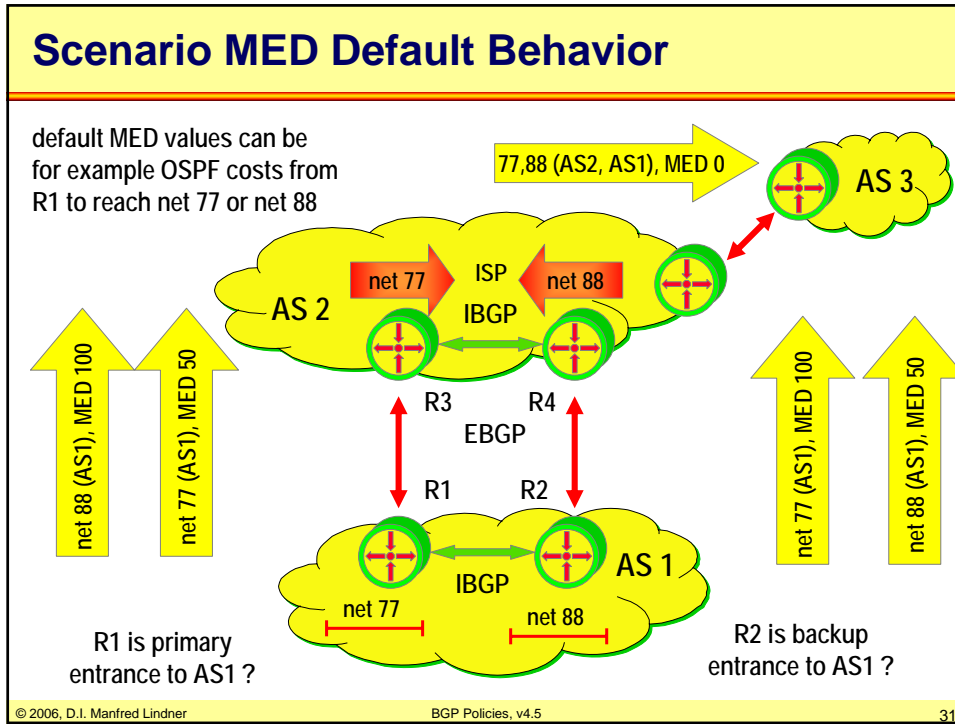 Scenario MED Default Behavior
default MED values can be
for example OSPF costs from
R1 to reach net 77 or net 88
77,88 (AS2, AS1), MED 0
AS 3
net 77
ISP
net 88
AS 2
IBGP
net 88 (AS1), MED 100
net 77 (AS1), MED 50
net 77 (AS1), MED 100
net 88 (AS1), MED 50
R3
R4
EBGP
R1
R2
IBGP
AS 1
net 77
net 88
R1 is primary
entrance to AS1 ?
R2 is backup
entrance to AS1 ?
© 2006, D.I. Manfred Lindner
BGP Policies, v4.5
31